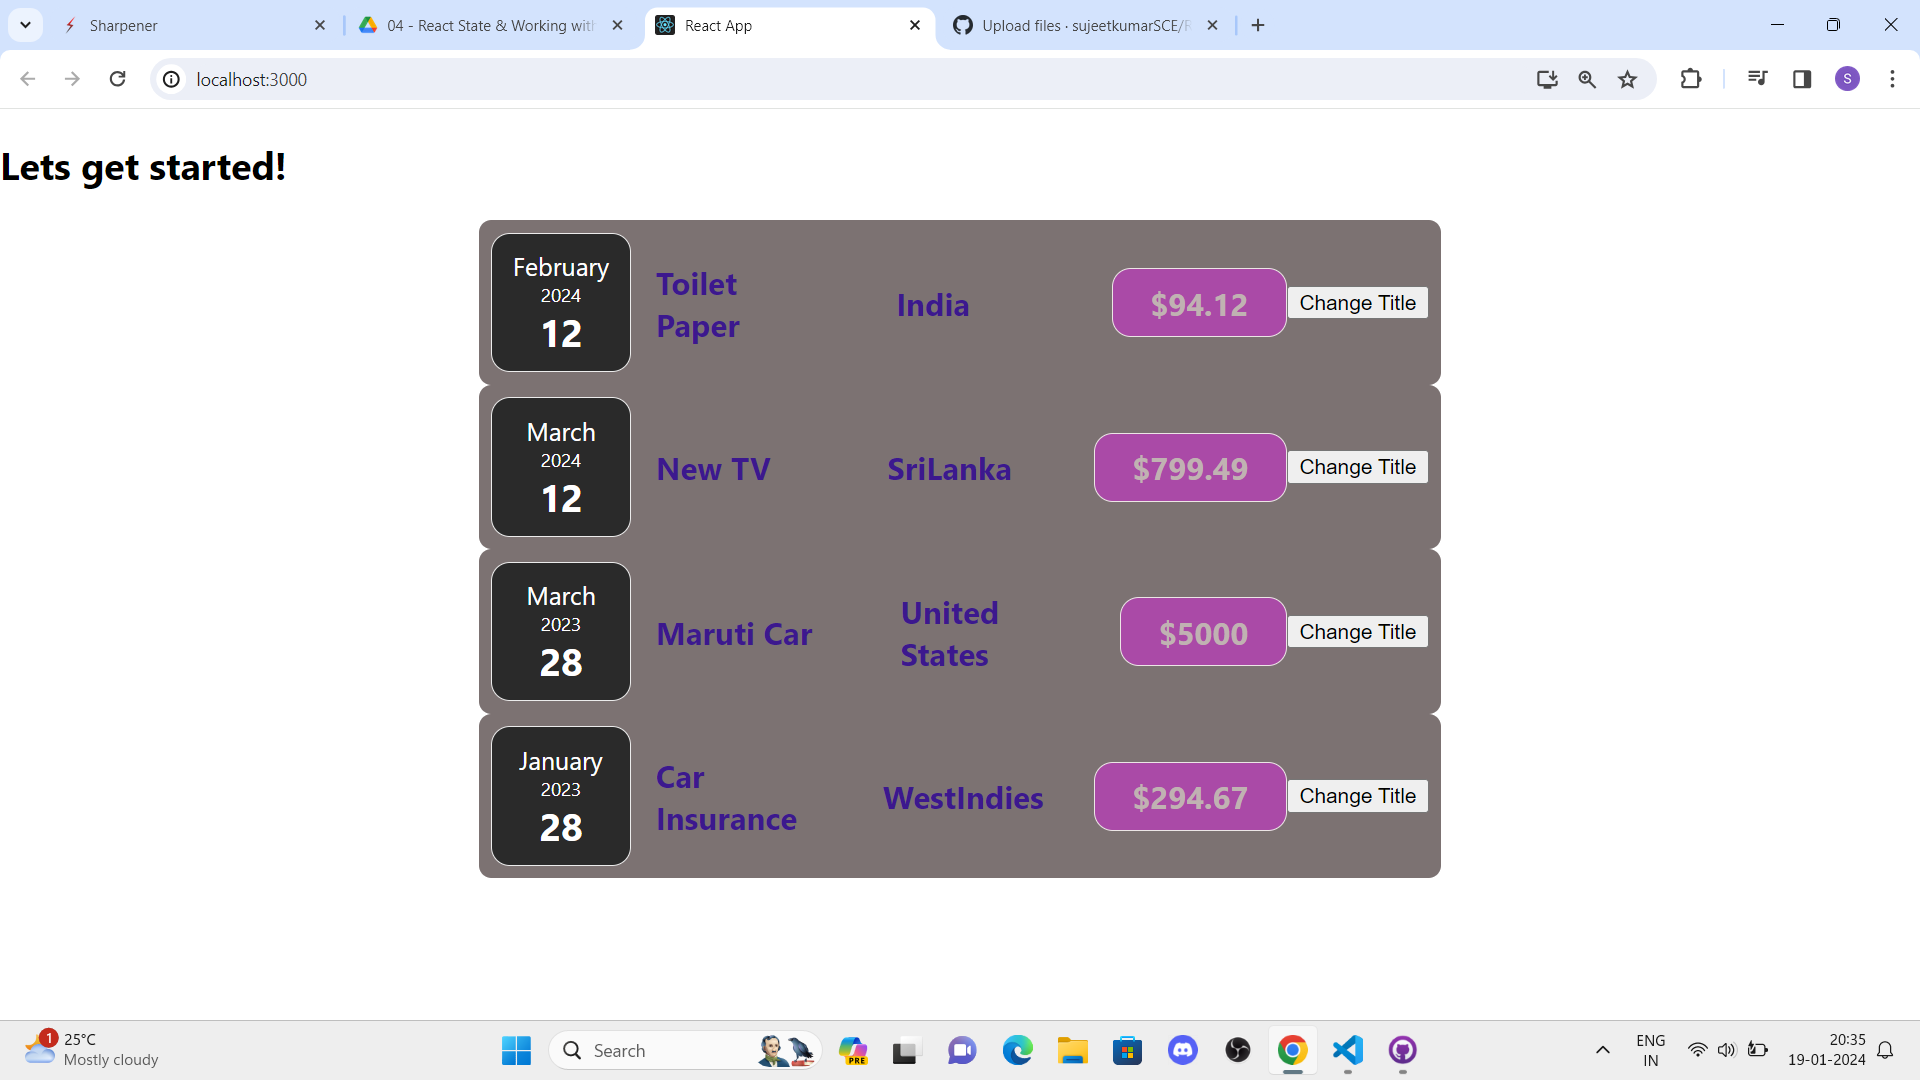 Sharpener
04 - React State & Working wit
React App
Upload files · sujeetkumarSCE/R
localhost:3000
S
Lets get started!
February
2024
12
Toilet
Paper
India
$94.12
Change Title
March
2024
12
New TV
SriLanka
$799.49
Change Title
March
2023
28
Maruti Car
United
States
$5000
Change Title
January
2023
28
Car
Insurance
WestIndies
$294.67
Change Title
1
25°C
Mostly cloudy
Search
PRE
ENG
IN
20:35
19-01-2024